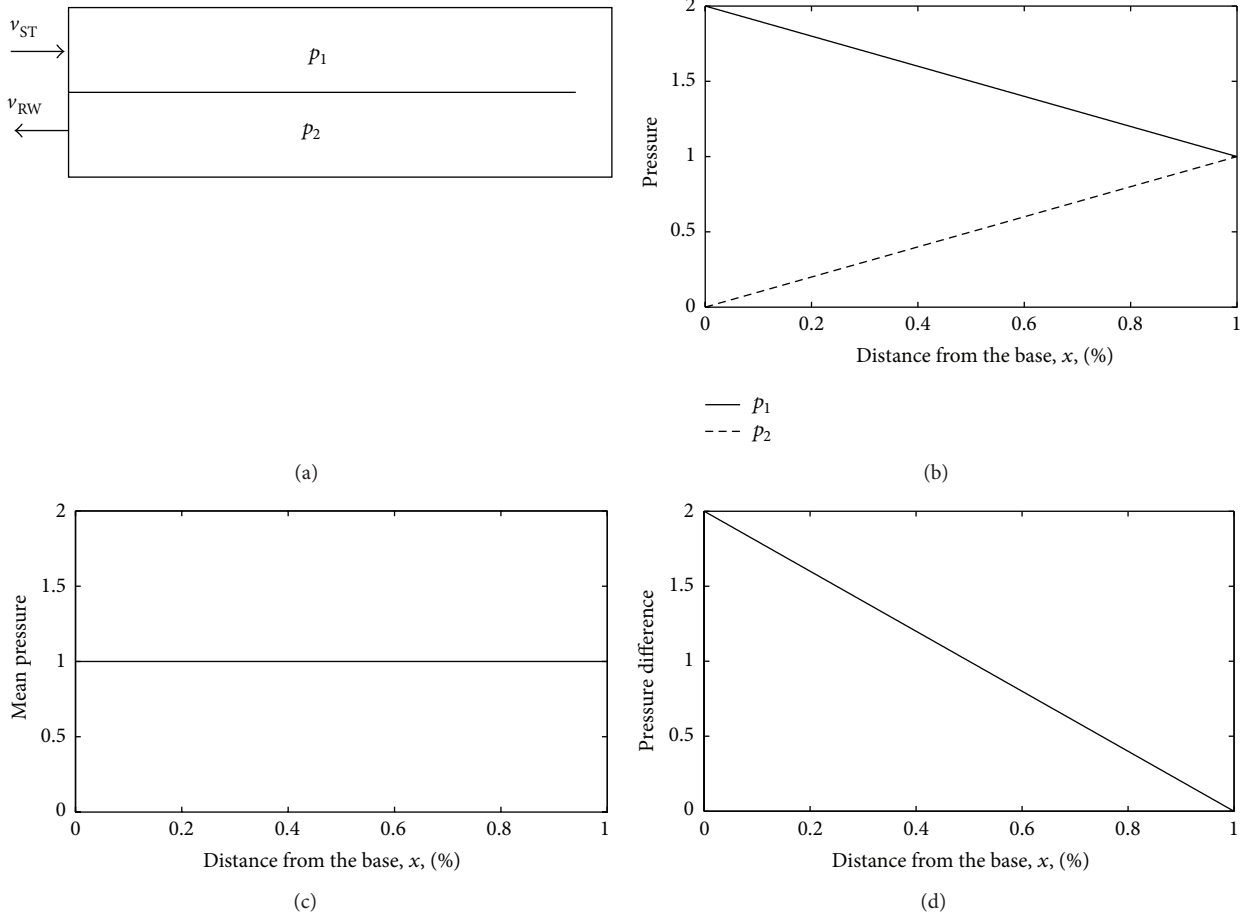 v_ST
p_1
v_RW
p_2
(a)
Pressure
2
1.5
1
0.5
0
0 0.2 0.4 0.6 0.8 1
Distance from the base, x, (%)
p_1
p_2
(b)
Mean pressure
2
1.5
1
0.5
0
0 0.2 0.4 0.6 0.8 1
Distance from the base, x, (%)
(c)
Pressure difference
2
1.5
1
0.5
0
0 0.2 0.4 0.6 0.8 1
Distance from the base, x, (%)
(d)